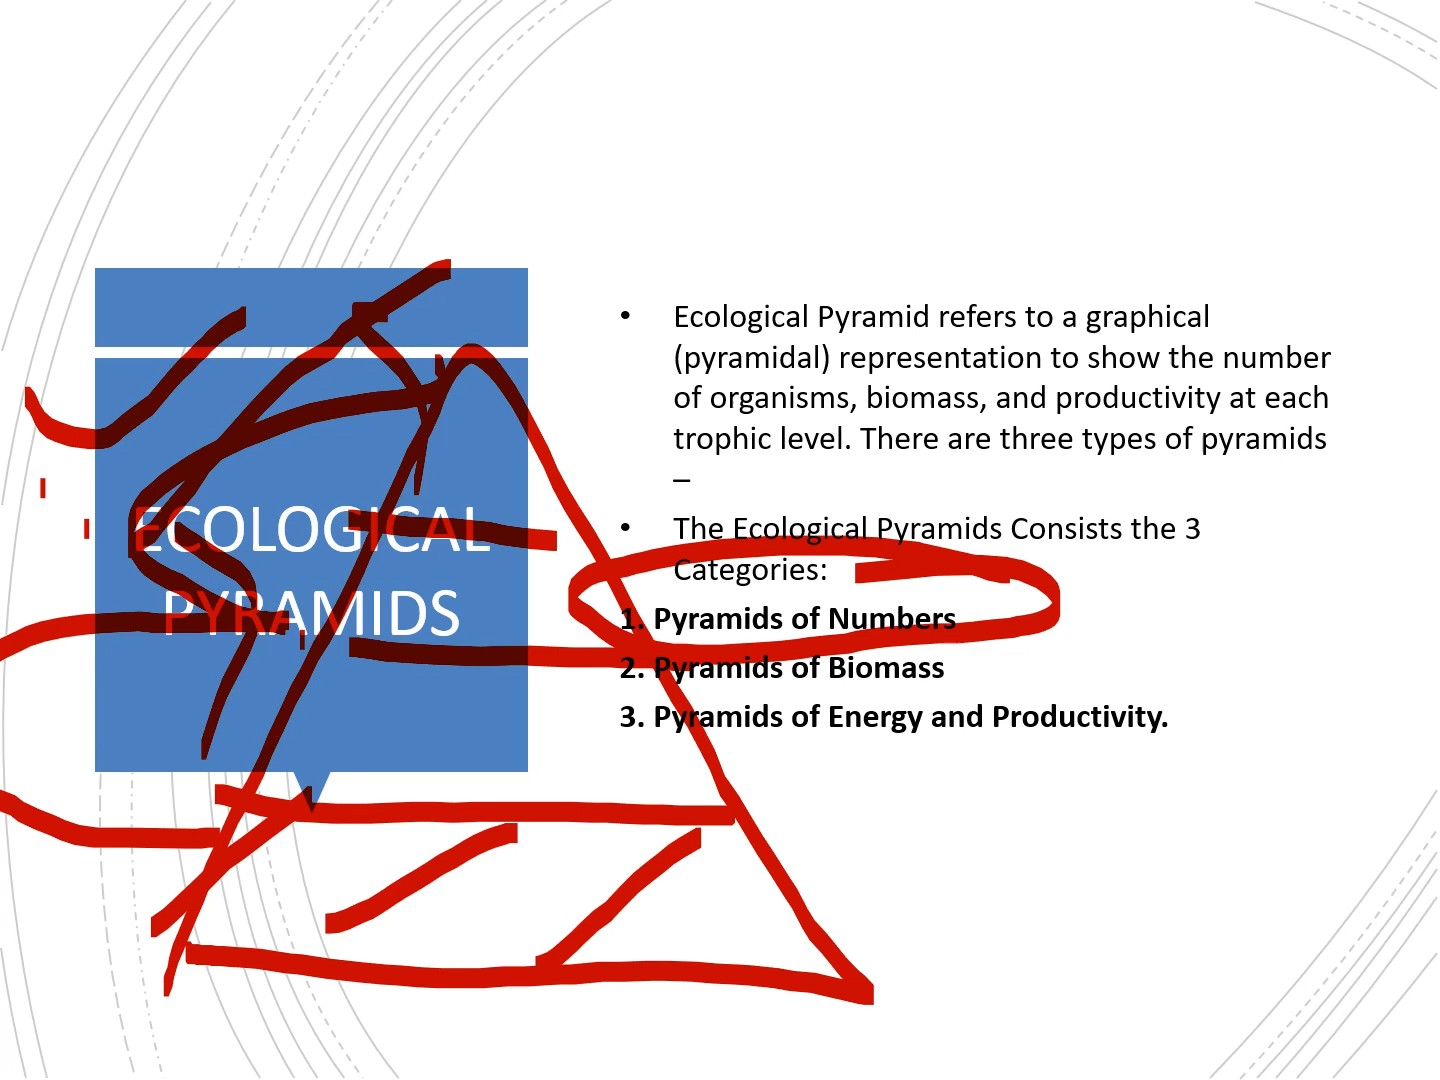 ECOLOGICAL
PYRAMIDS
• Ecological Pyramid refers to a graphical
(pyramidal) representation to show the number
of organisms, biomass, and productivity at each
trophic level. There are three types of pyramids
–
• The Ecological Pyramids Consists the 3
Categories:
1. Pyramids of Numbers
2. Pyramids of Biomass
3. Pyramids of Energy and Productivity.